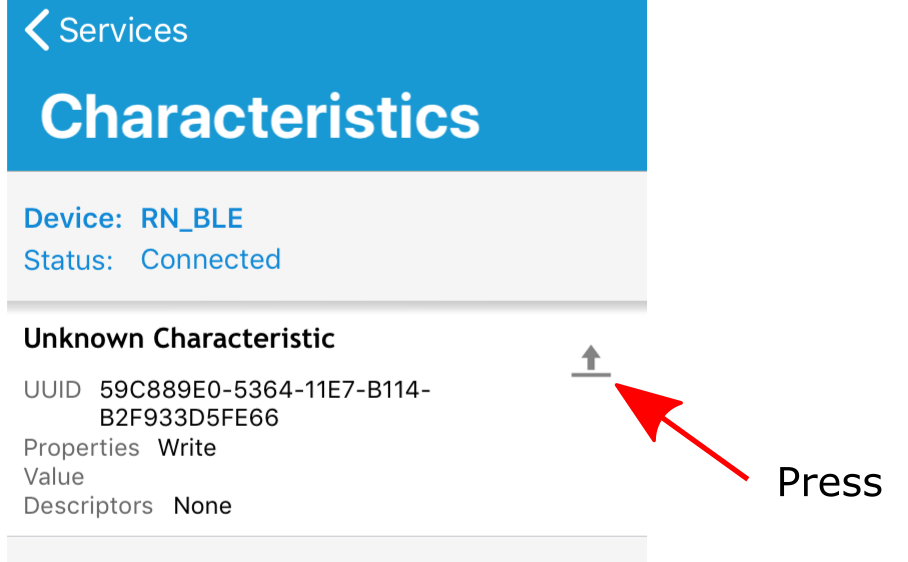 Services
Characteristics
Device: RN_BLE
Status: Connected
Unknown Characteristic
UUID 59C889E0-5364-11E7-B114-
B2F933D5FE66
Properties Write
Value
Descriptors None
Press